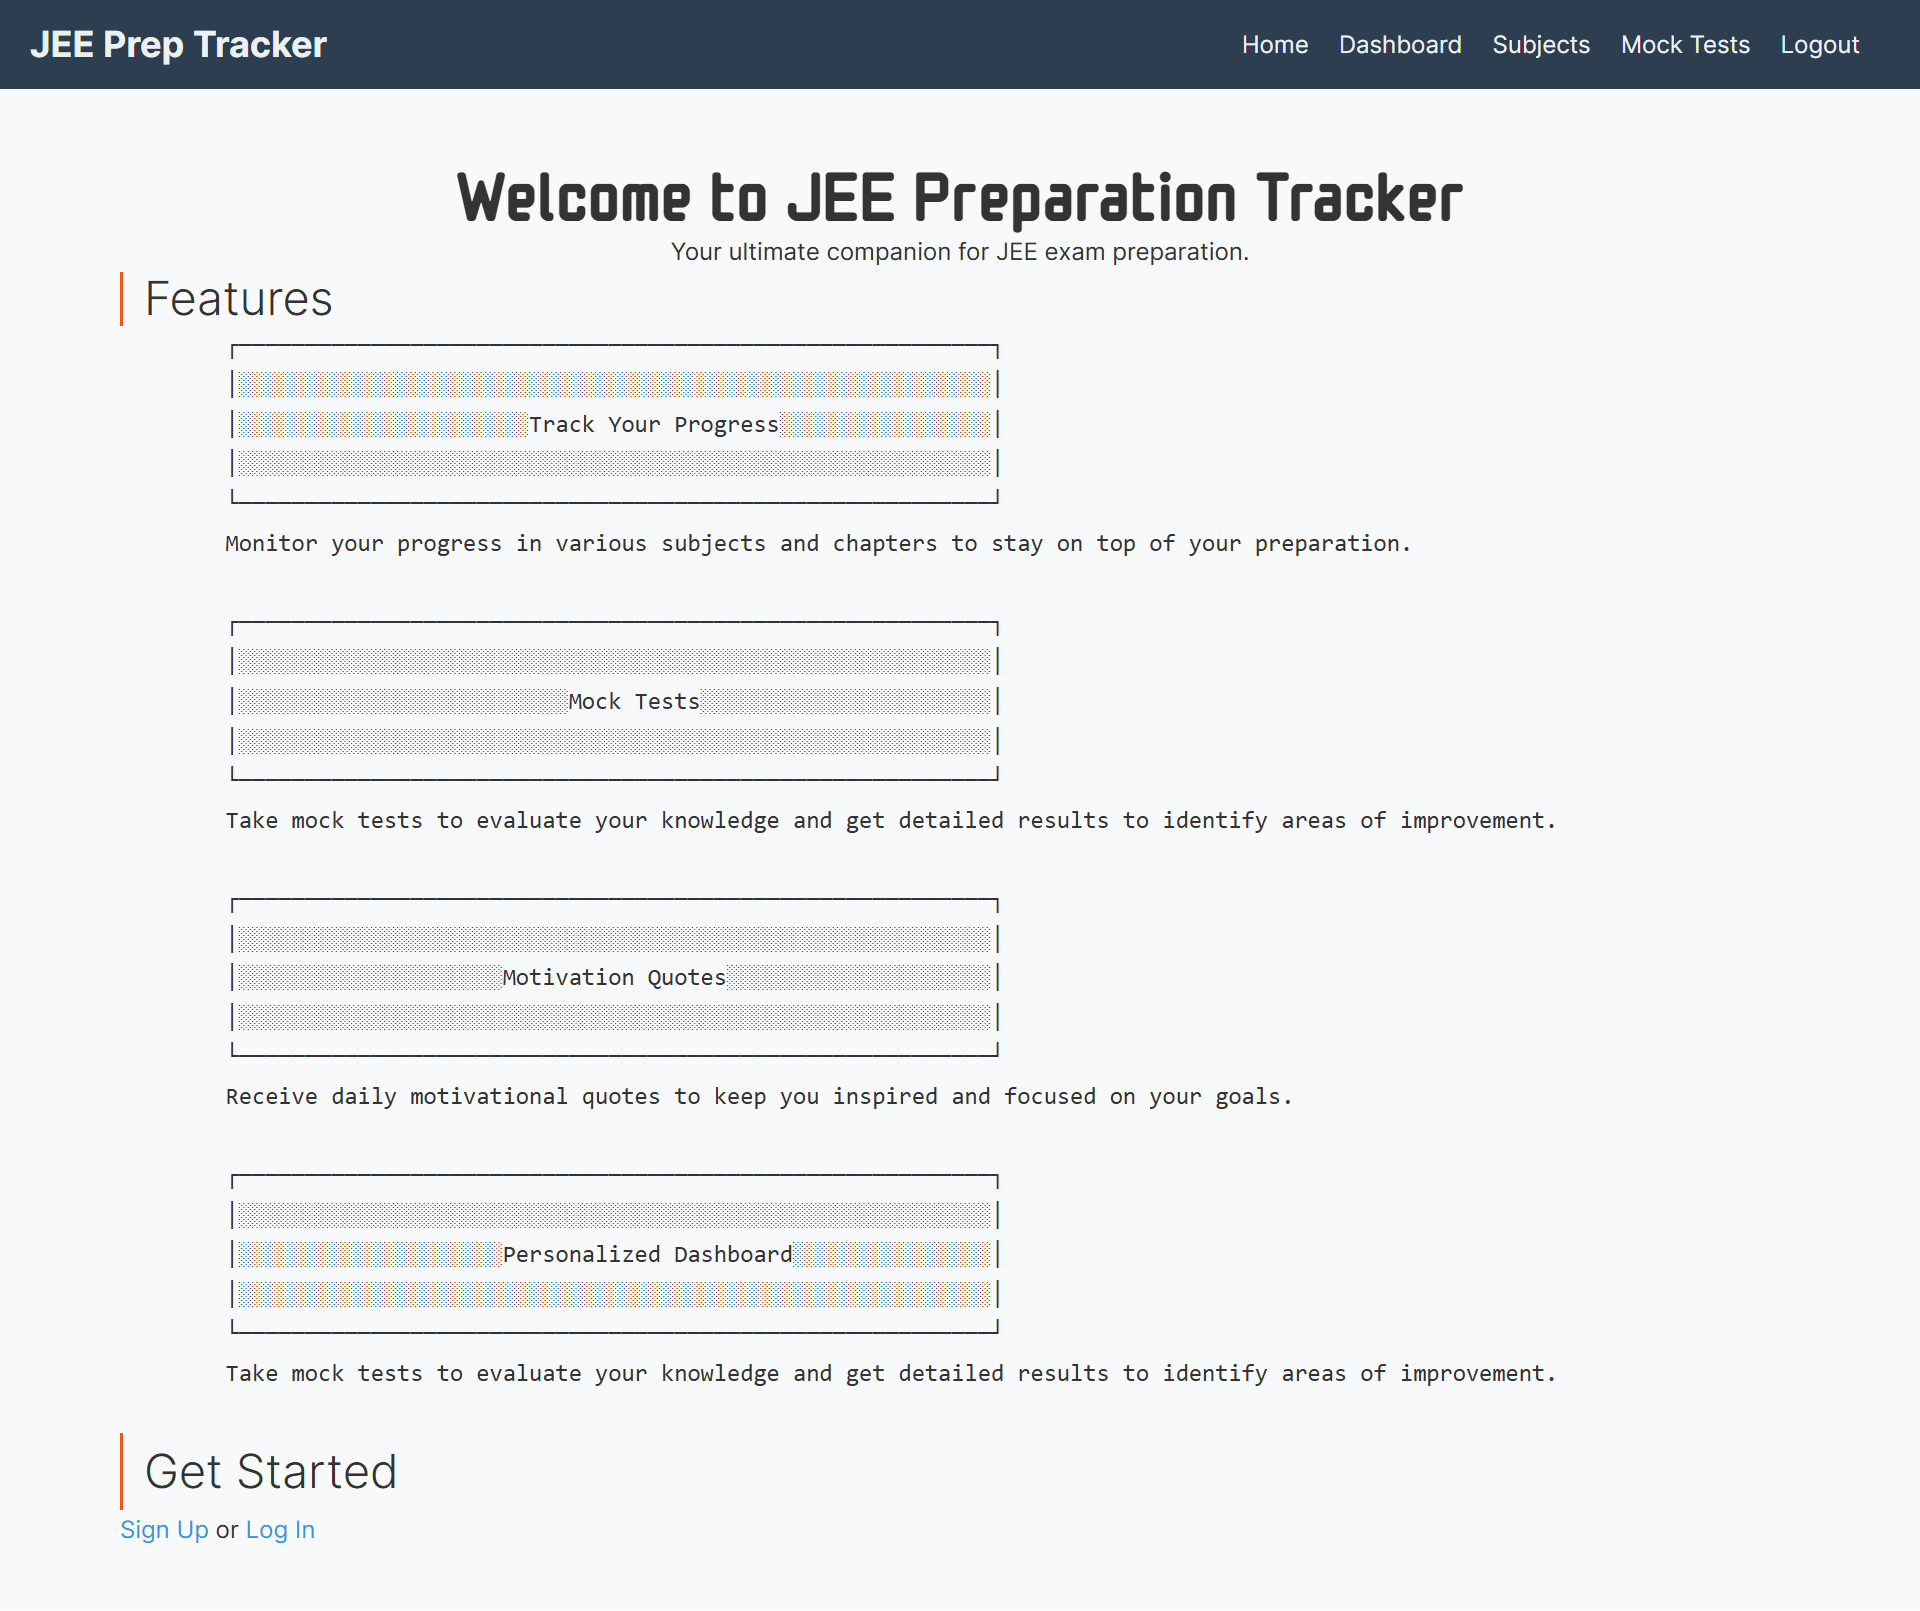 JEE Prep Tracker
Home Dashboard Subjects Mock Tests Logout
Welcome to JEE Preparation Tracker
Your ultimate companion for JEE exam preparation.
Features
Track Your Progress
Monitor your progress in various subjects and chapters to stay on top of your preparation.
Mock Tests
Take mock tests to evaluate your knowledge and get detailed results to identify areas of improvement.
Motivation Quotes
Receive daily motivational quotes to keep you inspired and focused on your goals.
Personalized Dashboard
Take mock tests to evaluate your knowledge and get detailed results to identify areas of improvement.
Get Started
Sign Up or Log In